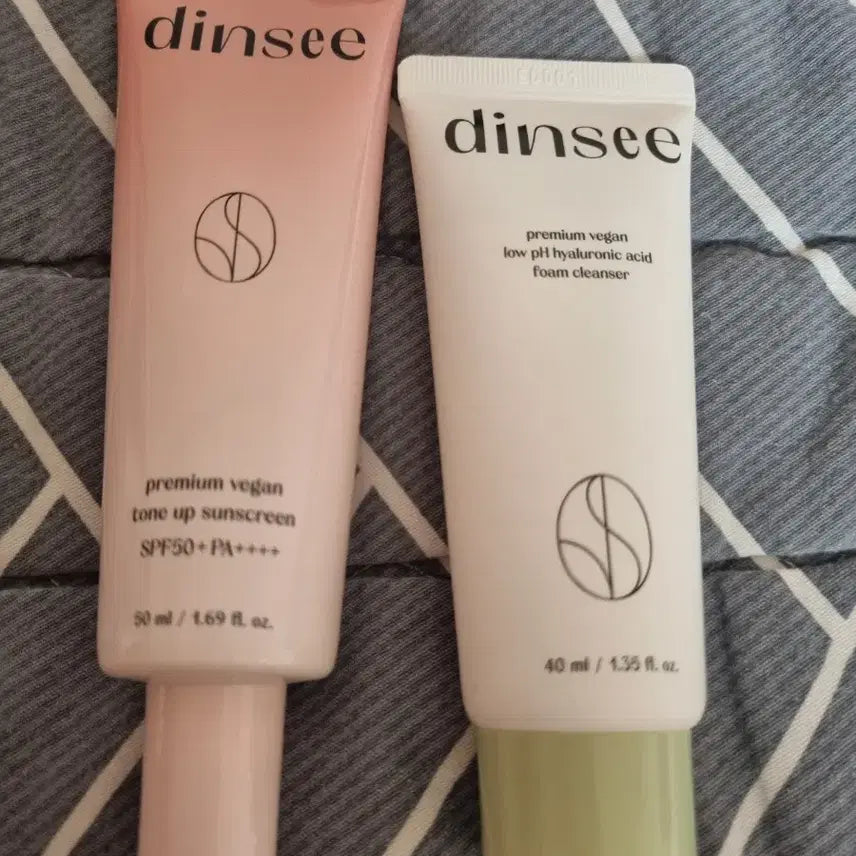 dinsee
premium vegan
tone up sunscreen
SPF50+PA++++
50 ml / 1.69 fl. oz.
dinsee
premium vegan
low pH hyaluronic acid
foam cleanser
40 ml / 1.35 fl. oz.